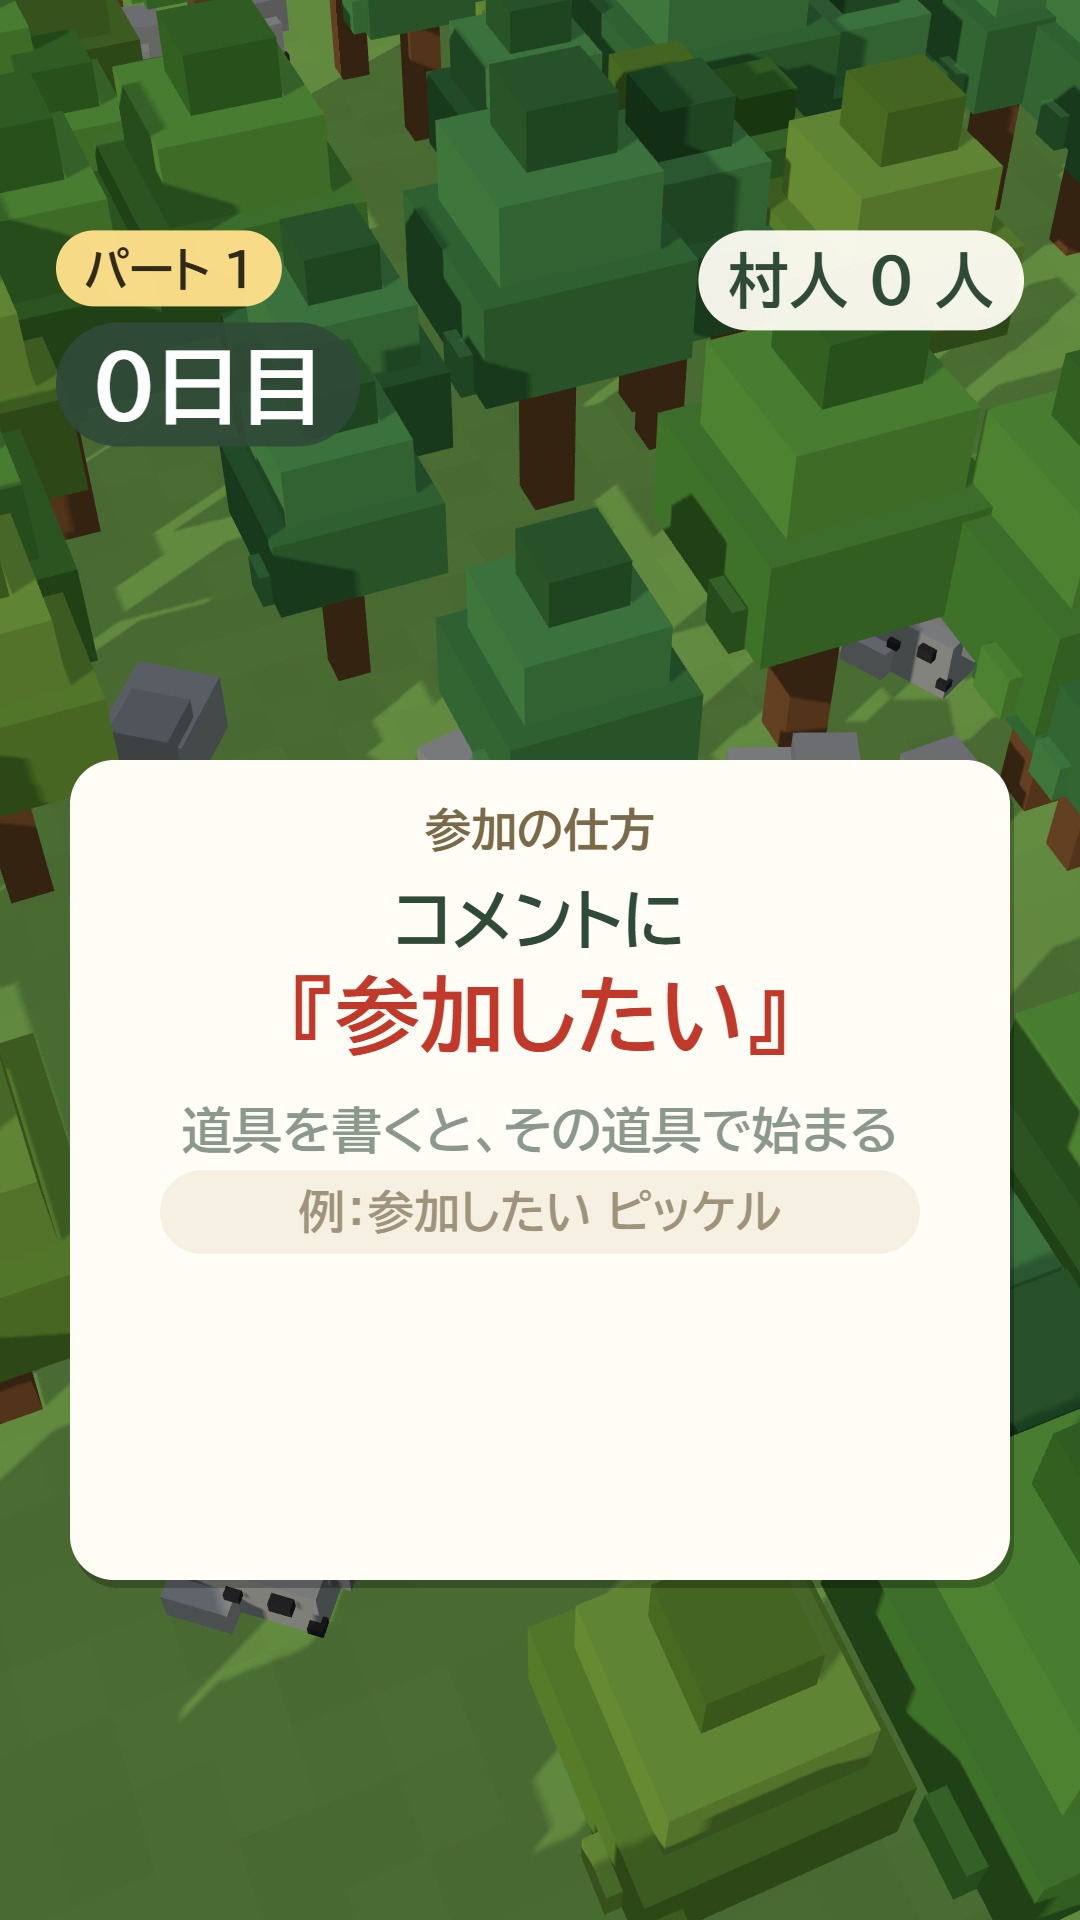 パート 1
村人 0 人
0日目
参加の仕方
コメントに
『参加したい』
道具を書くと、その道具で始まる
例：参加したい ピッケル